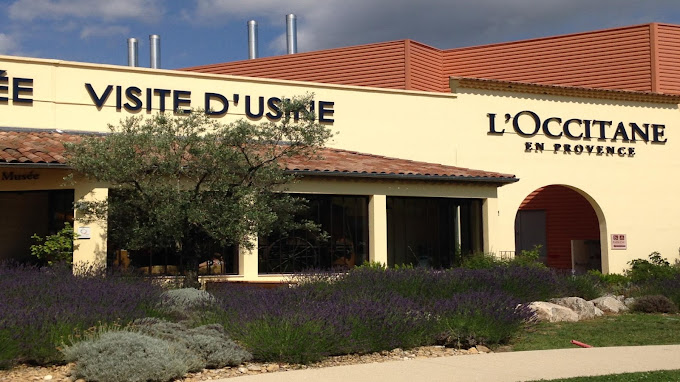 ÉE
VISITE D'USINE
L'OCCITANE
EN PROVENCE
Musée